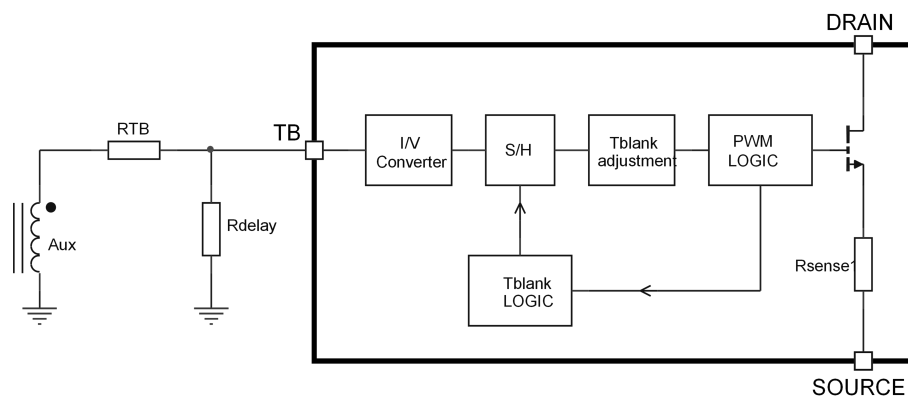 DRAIN
RTB
TB
I/V
Converter
S/H
Tblank
adjustment
PWM
LOGIC
Aux
Rdelay
Tblank
LOGIC
Rsense1
SOURCE